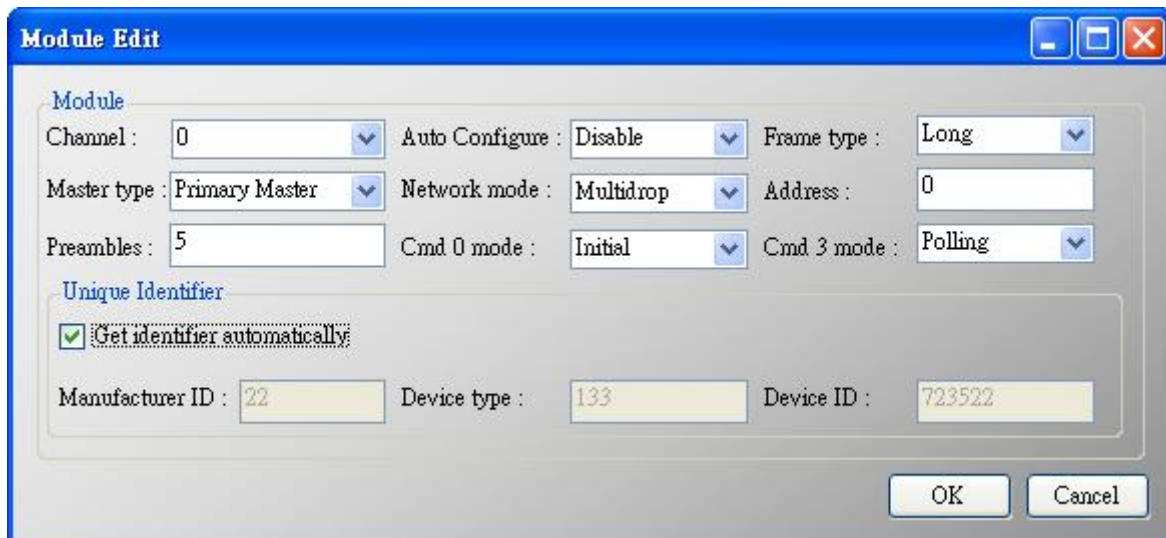 Module Edit
Module
Channel : 0 Auto Configure : Disable Frame type : Long
Master type : Primary Master Network mode : Multidrop Address : 0
Preambles : 5 Cmd 0 mode : Initial Cmd 3 mode : Polling
Unique Identifier
Get identifier automatically
Manufacturer ID : 22 Device type : 133 Device ID : 723522
OK Cancel